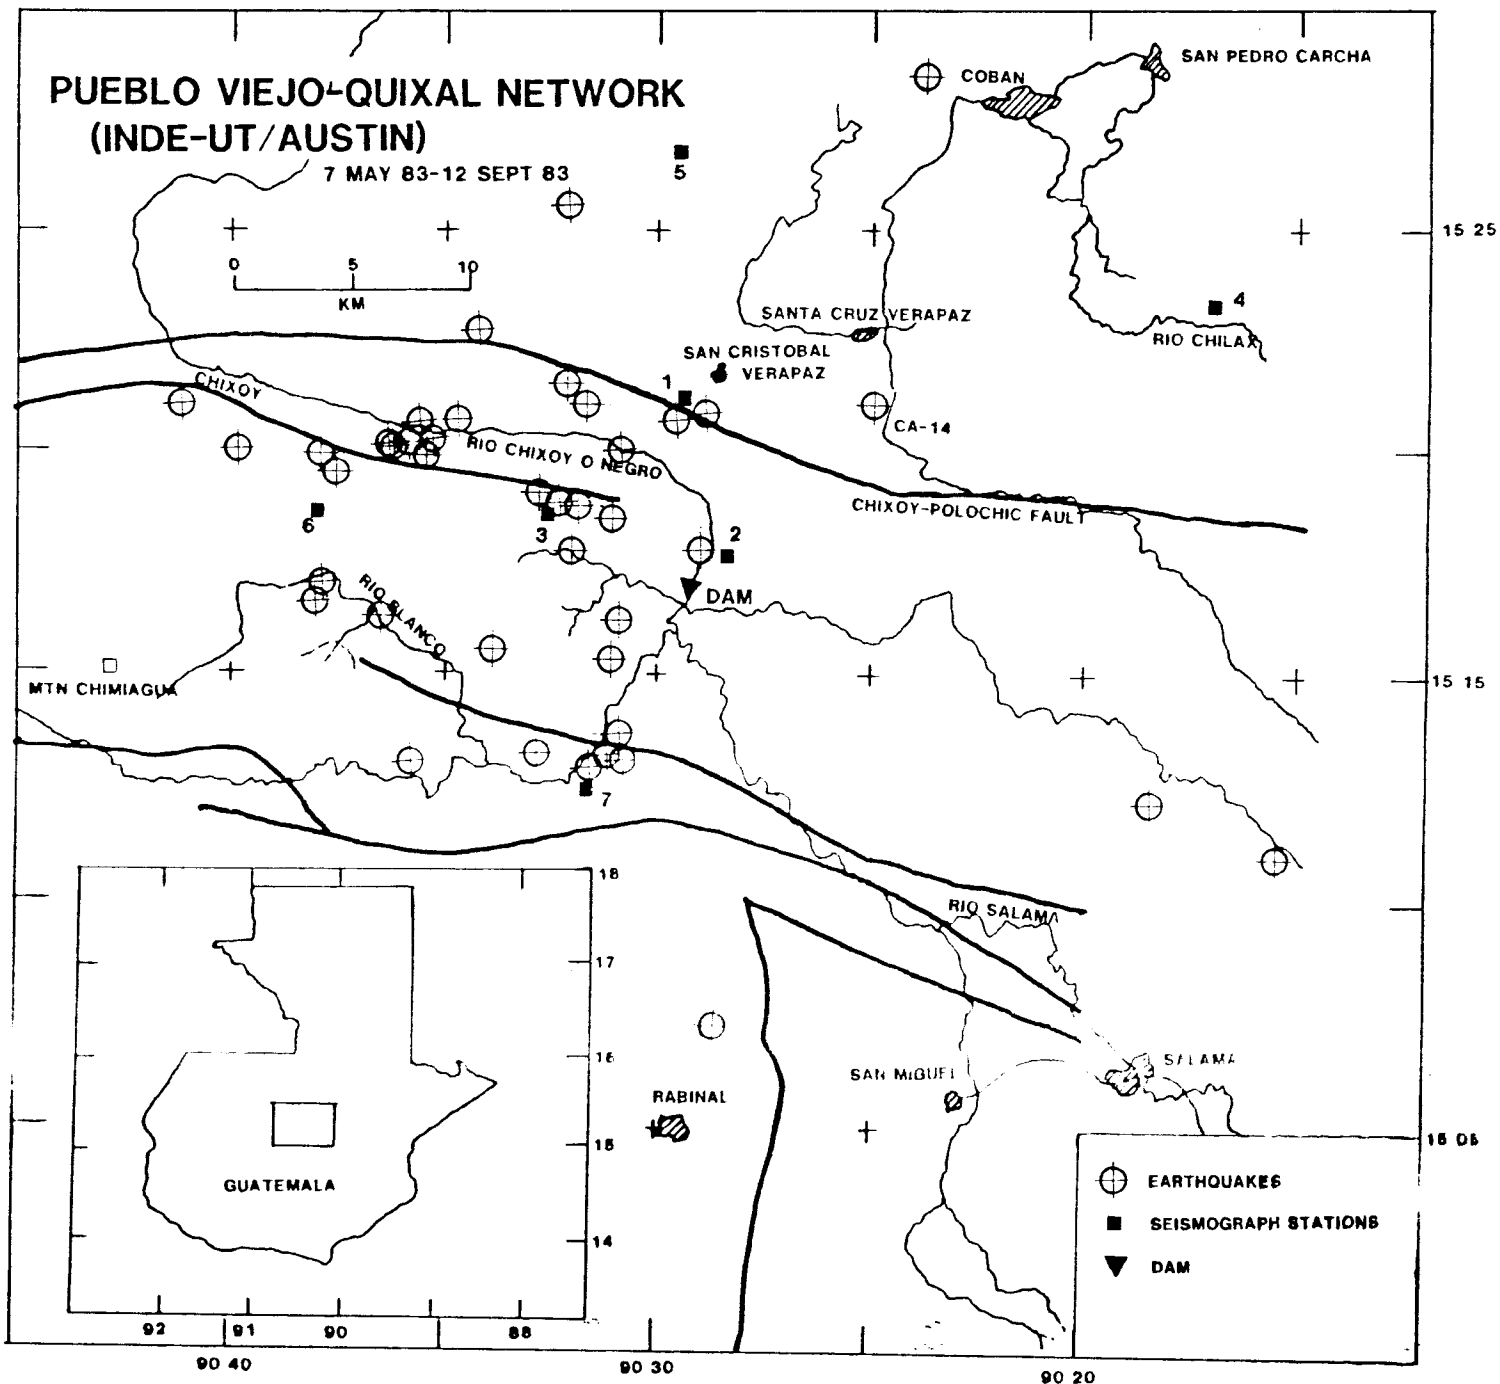 PUEBLO VIEJO-QUIXAL NETWORK
(INDE-UT/AUSTIN)
7 MAY 83-12 SEPT 83
SAN PEDRO CARCHA
COBAN
5
15 25
0 5 10
KM
4
SANTA CRUZ VERAPAZ
RIO CHILAX
SAN CRISTOBAL
VERAPAZ
1
CHIXOY
CA-14
RIO CHIXOY O NEGRO
CHIXOY-POLOCHIC FAULT
6
3
2
DAM
RIO BLANCO
MTN CHIMIAGUA
15 15
7
RIO SALAMA
18
17
16
15
14
GUATEMALA
92 91 90 88
SAN MIGUEL
SALAMA
RABINAL
15 05
EARTHQUAKES
SEISMOGRAPH STATIONS
DAM
90 40
90 30
90 20